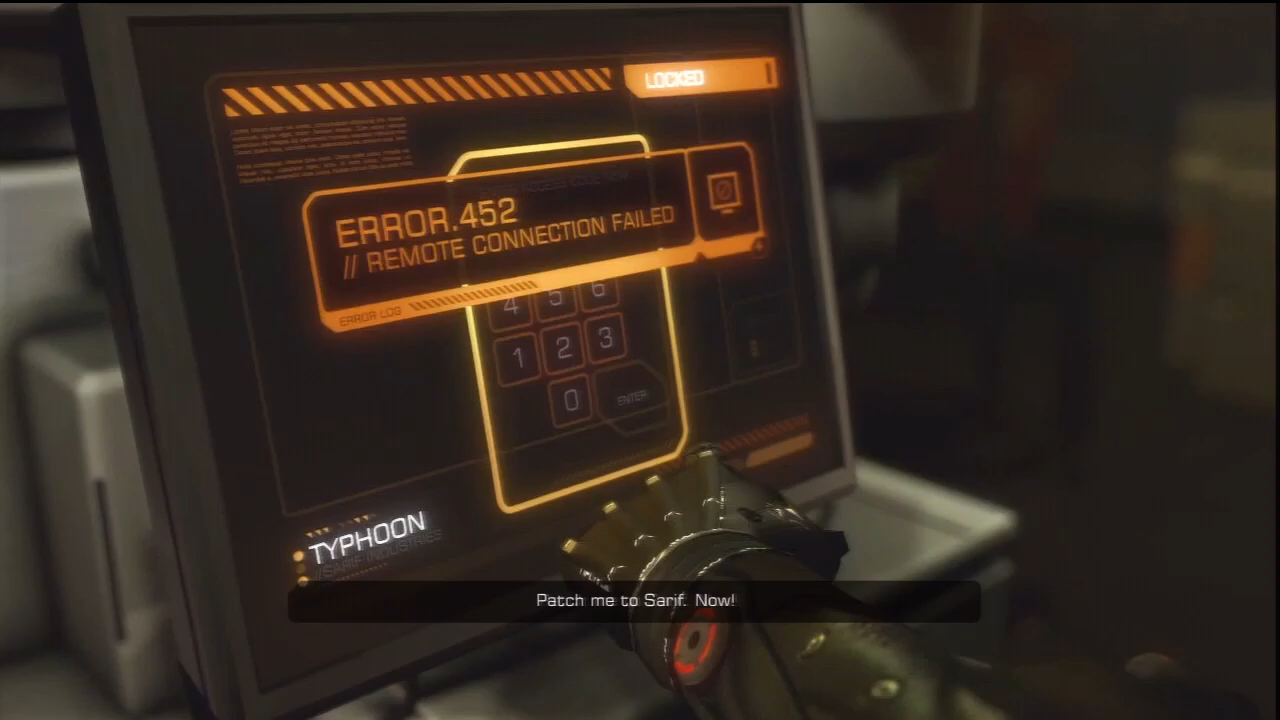 LOCKED
ERROR.452
// REMOTE CONNECTION FAILED
ERROR LOG
4 5 6
1 2 3
0 ENTER
TYPHOON
//SARIF INDUSTRIES
Patch me to Sarif. Now!